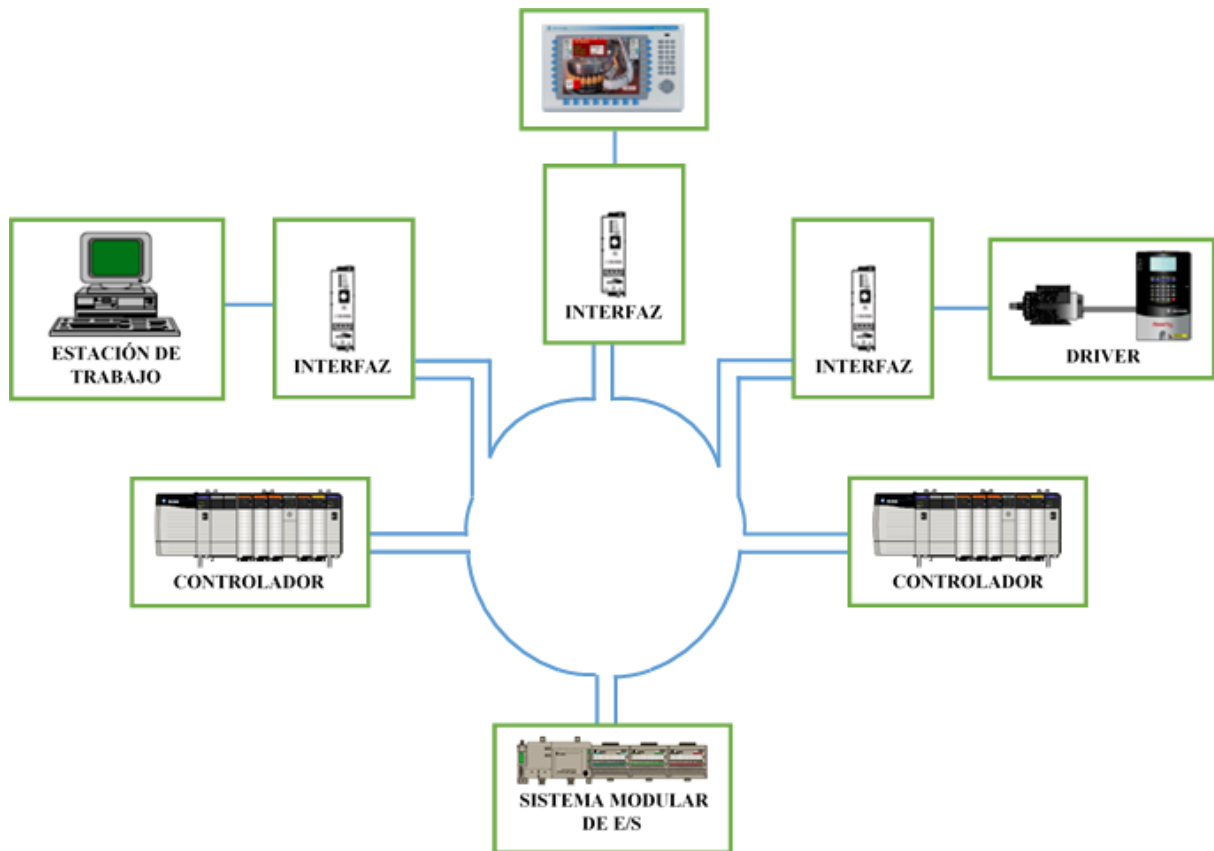 INTERFAZ
ESTACIÓN DE
TRABAJO
INTERFAZ
INTERFAZ
DRIVER
CONTROLADOR
CONTROLADOR
SISTEMA MODULAR
DE E/S